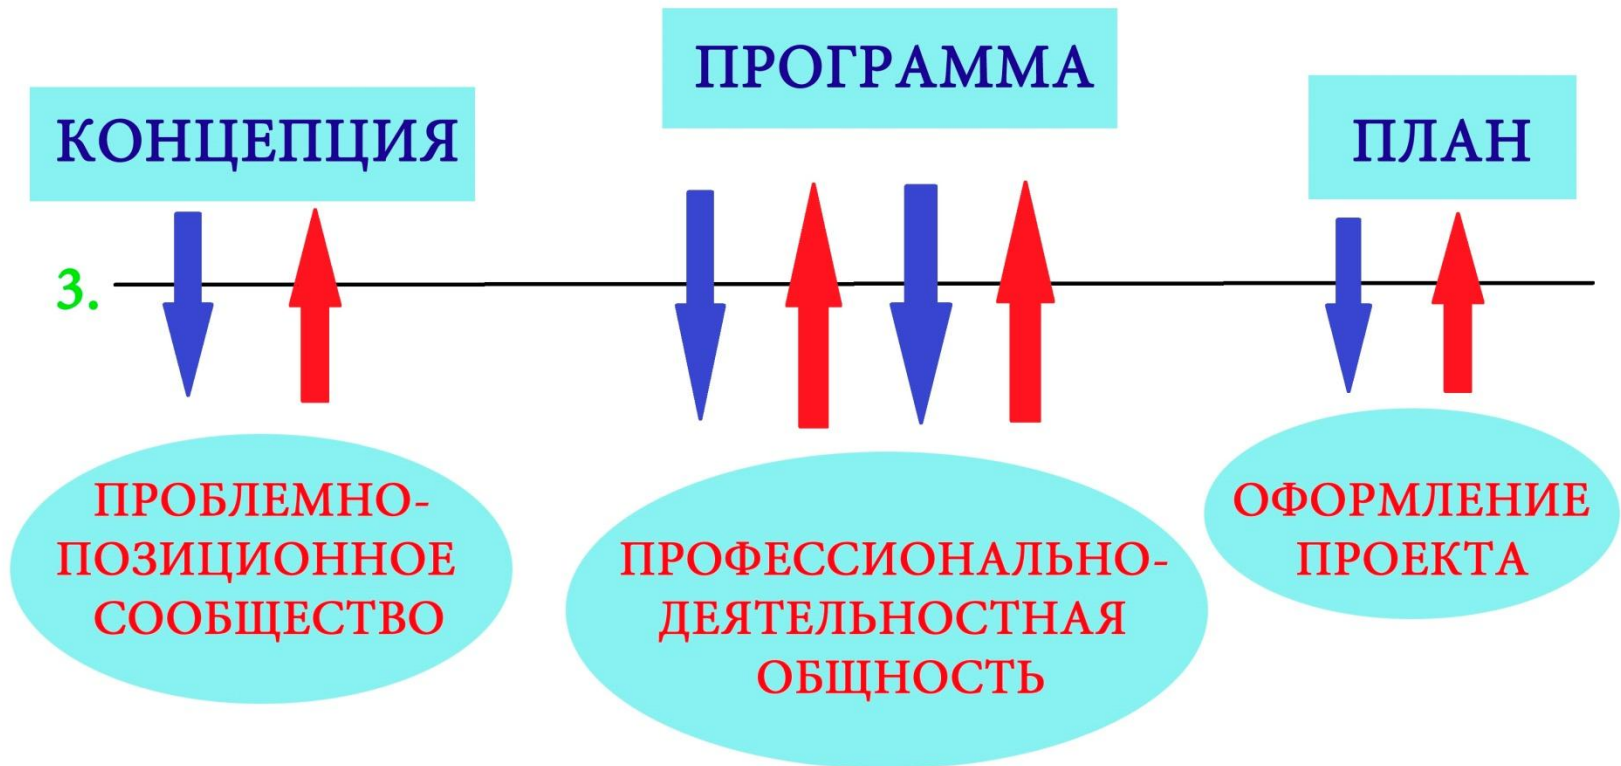 КОНЦЕПЦИЯ
ПРОГРАММА
ПЛАН
3.
ПРОБЛЕМНО-
ПОЗИЦИОННОЕ
СООБЩЕСТВО
ПРОФЕССИОНАЛЬНО-
ДЕЯТЕЛЬНОСТНАЯ
ОБЩНОСТЬ
ОФОРМЛЕНИЕ
ПРОЕКТА